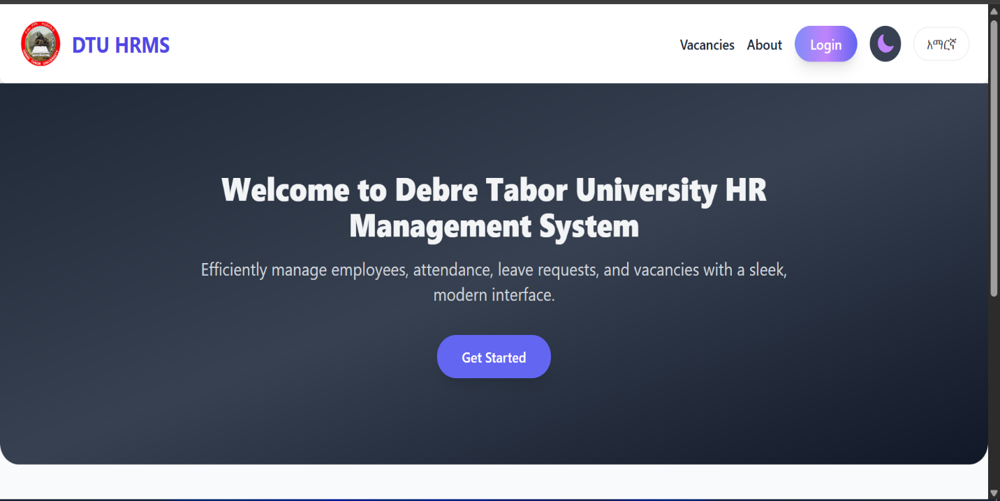 DTU HRMS
Vacancies
About
Login
አማርኛ
Welcome to Debre Tabor University HR
Management System
Efficiently manage employees, attendance, leave requests, and vacancies with a sleek,
modern interface.
Get Started